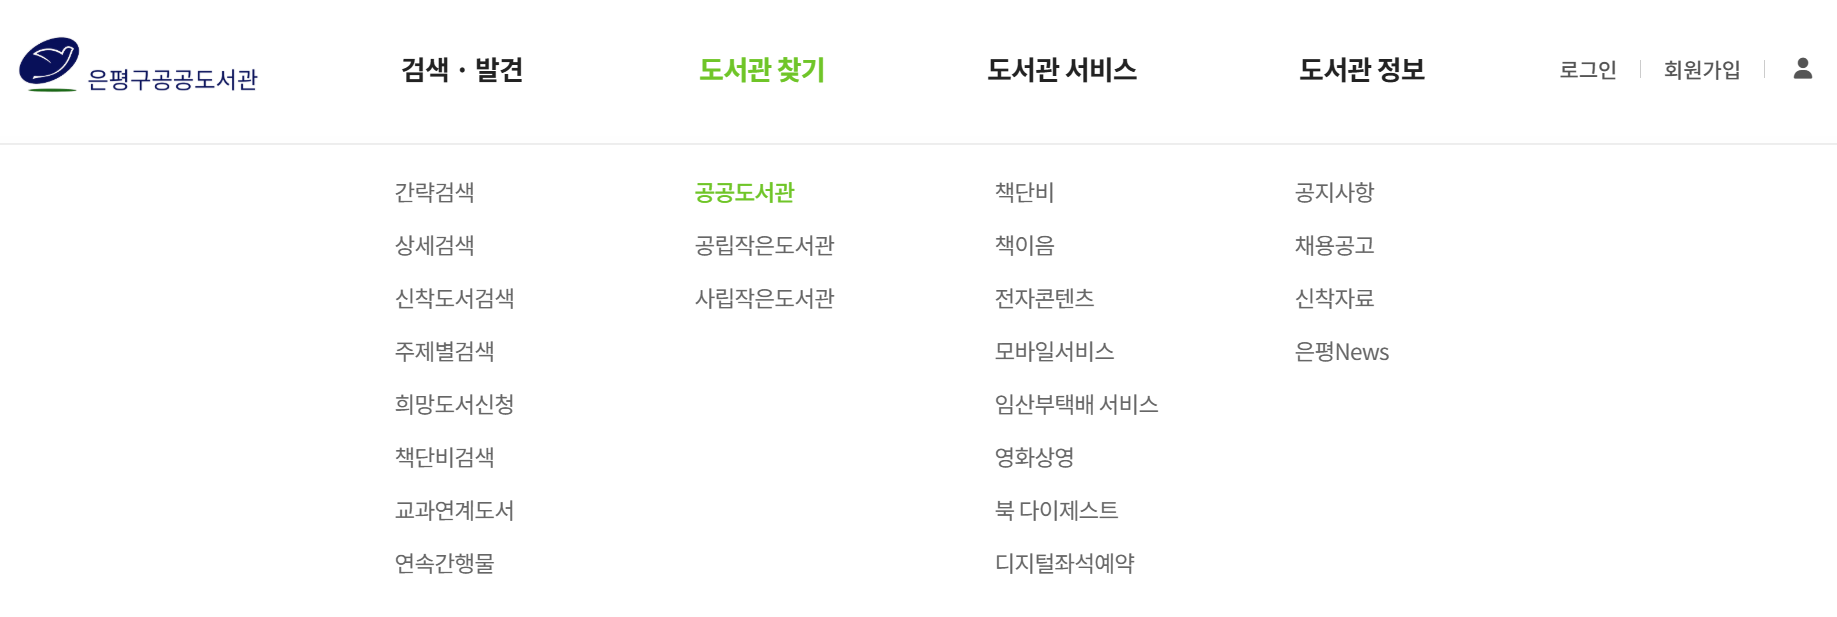 은평구공공도서관
검색 · 발견
도서관 찾기
도서관 서비스
도서관 정보
로그인
회원가입
간략검색
상세검색
신착도서검색
주제별검색
희망도서신청
책단비검색
교과연계도서
연속간행물
공공도서관
공립작은도서관
사립작은도서관
책단비
책이음
전자콘텐츠
모바일서비스
임산부택배 서비스
영화상영
북 다이제스트
디지털좌석예약
공지사항
채용공고
신착자료
은평News